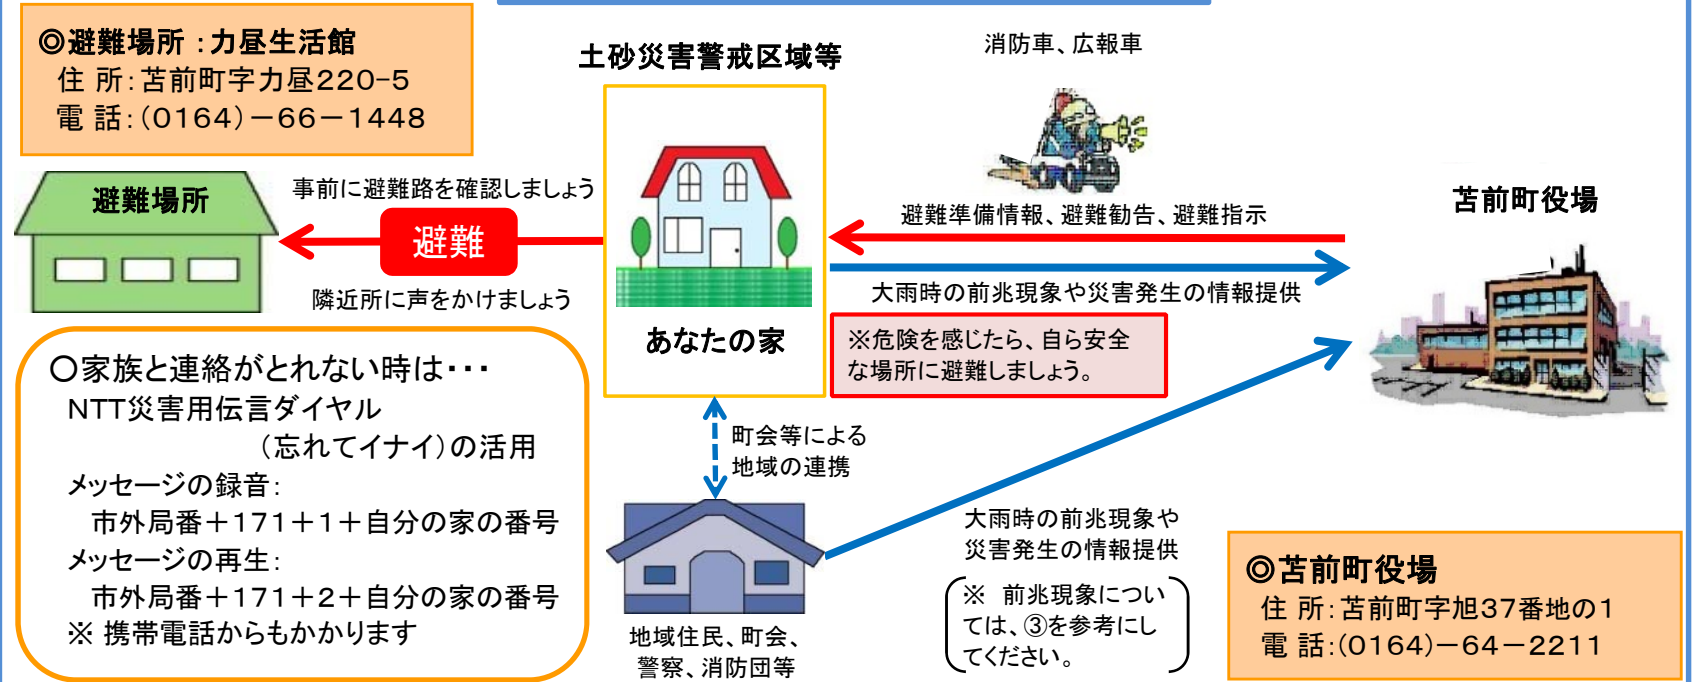 ◎避難場所：力昼生活館
住 所：苫前町字力昼220-5
電 話：(0164)－66－1448
土砂災害警戒区域等
消防車、広報車
避難場所
事前に避難路を確認しましょう
避難
隣近所に声をかけましょう
あなたの家
避難準備情報、避難勧告、避難指示
大雨時の前兆現象や災害発生の情報提供
※危険を感じたら、自ら安全
な場所に避難しましょう。
苫前町役場
○家族と連絡がとれない時は･･･
NTT災害用伝言ダイヤル
（忘れてイナイ）の活用
メッセージの録音：
市外局番＋171＋1＋自分の家の番号
メッセージの再生：
市外局番＋171＋2＋自分の家の番号
※ 携帯電話からもかかります
町会等による
地域の連携
地域住民、町会、
警察、消防団等
大雨時の前兆現象や
災害発生の情報提供
※　前兆現象につい
ては、③を参考にし
てください。
◎苫前町役場
住 所：苫前町字旭37番地の1
電 話：(0164)－64－2211